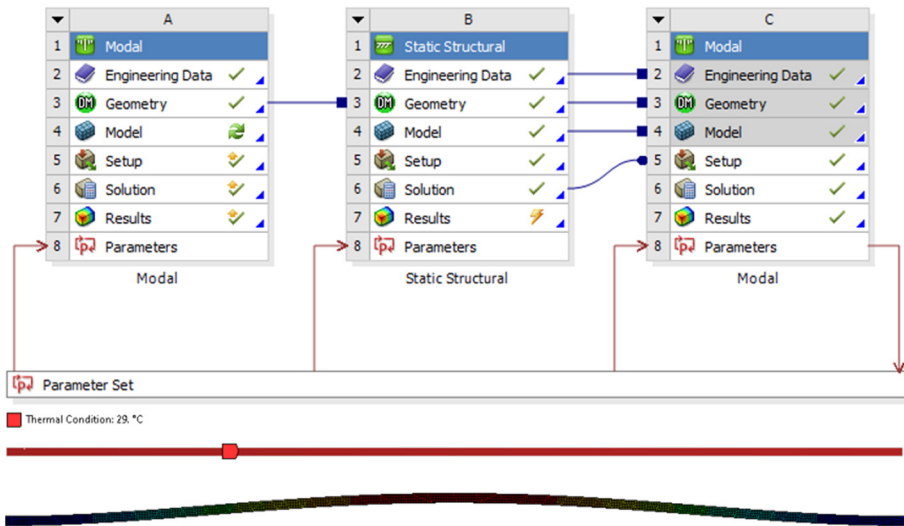 A
1 Modal
2 Engineering Data
3 Geometry
4 Model
5 Setup
6 Solution
7 Results
8 Parameters
Modal
B
1 Static Structural
2 Engineering Data
3 Geometry
4 Model
5 Setup
6 Solution
7 Results
8 Parameters
Static Structural
C
1 Modal
2 Engineering Data
3 Geometry
4 Model
5 Setup
6 Solution
7 Results
8 Parameters
Modal
Parameter Set
Thermal Condition: 29. °C